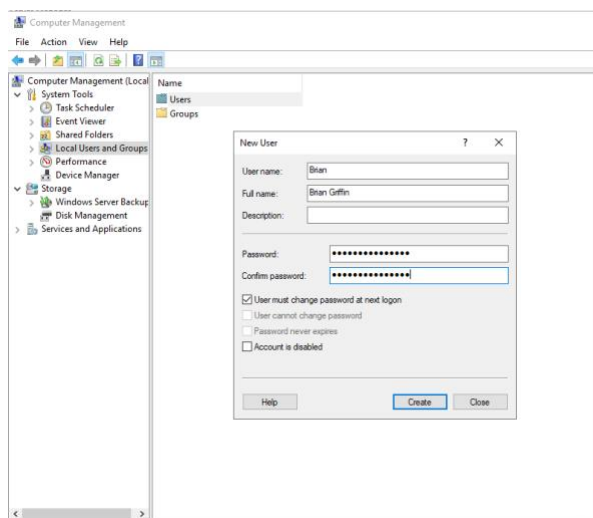 Computer Management
File Action View Help
Computer Management (Local
System Tools
Task Scheduler
Event Viewer
Shared Folders
Local Users and Groups
Performance
Device Manager
Storage
Windows Server Backup
Disk Management
Services and Applications
Name
Users
Groups
New User
User name: Brian
Full name: Brian Griffin
Description:
Password: •••••••••••••••
Confirm password: •••••••••••••••
User must change password at next logon
User cannot change password
Password never expires
Account is disabled
Help Create Close